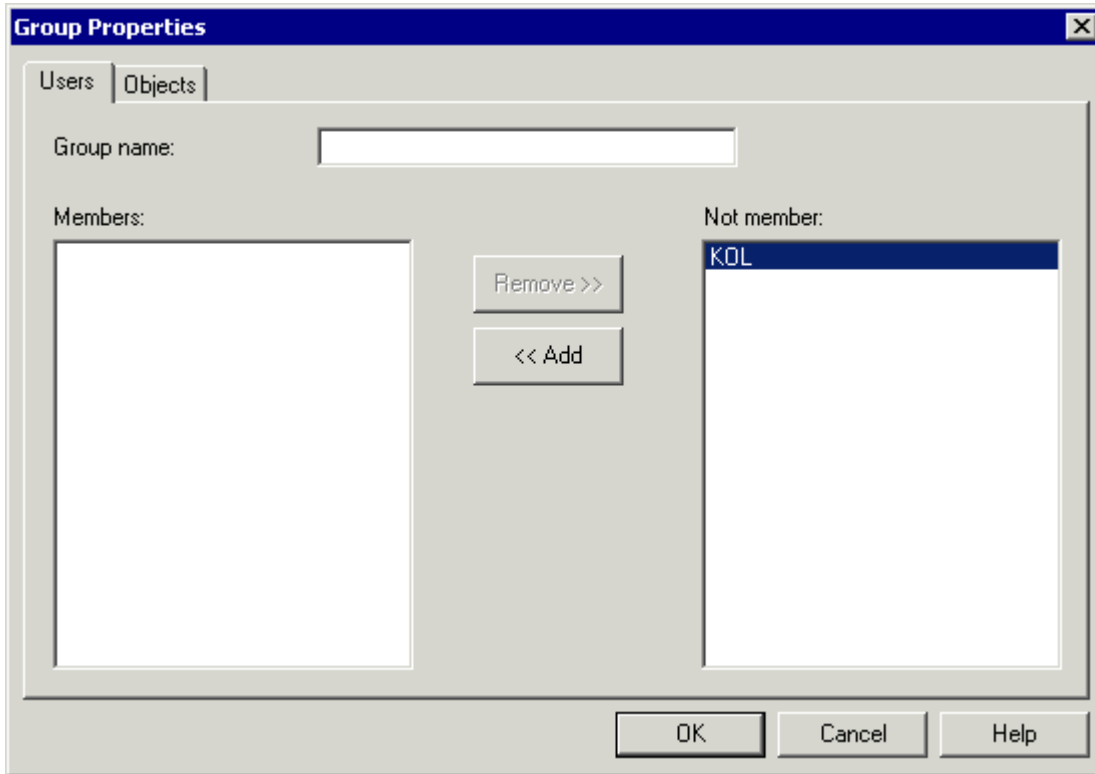 Group Properties
Users Objects
Group name:
Members:
Not member:
KOL
Remove >>
<< Add
OK Cancel Help